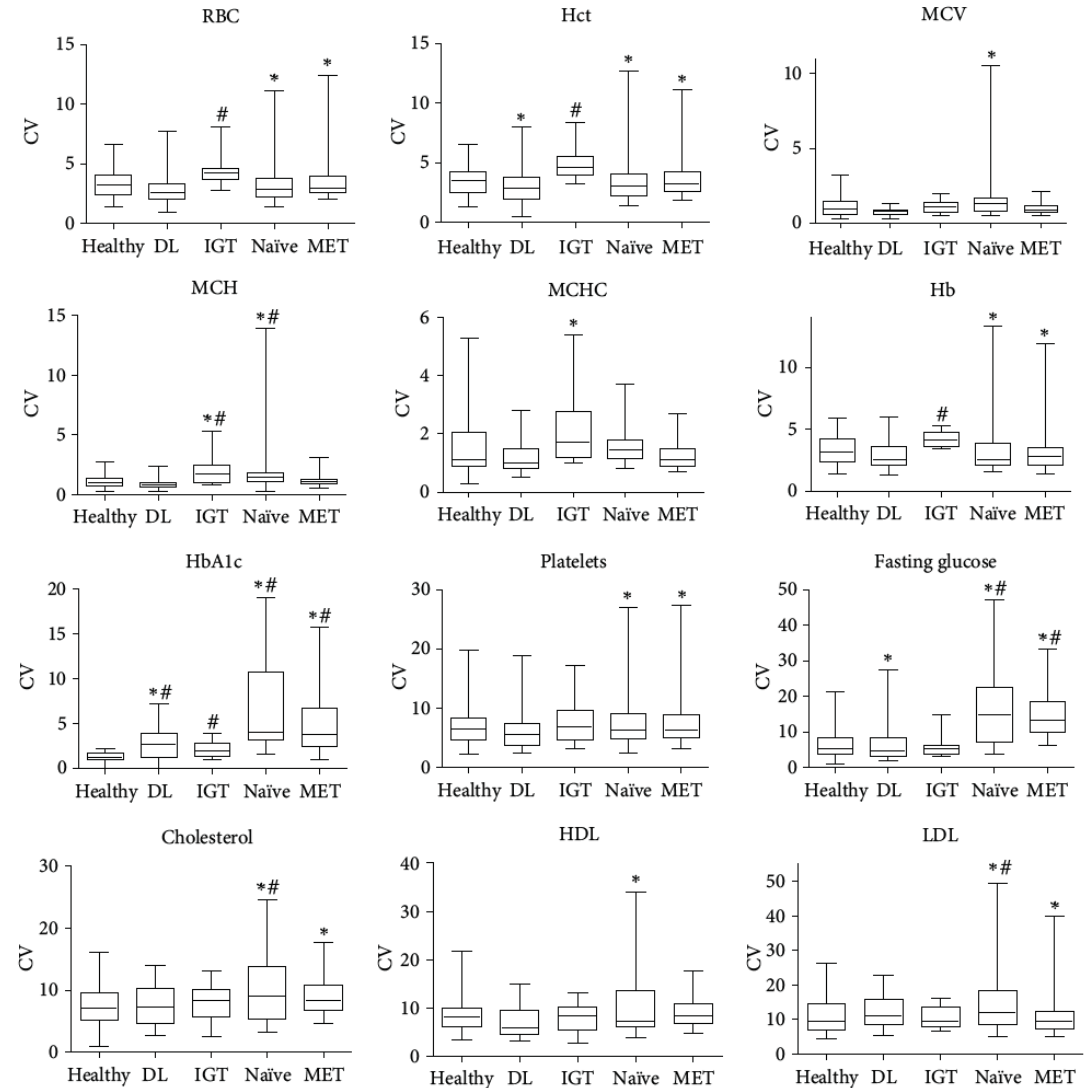 RBC
15
10
5
0
CV
#
*
*
Healthy DL IGT Naïve MET
Hct
15
10
5
0
CV
*
#
*
*
Healthy DL IGT Naïve MET
MCV
10
5
0
CV
*
Healthy DL IGT Naïve MET
MCH
15
10
5
0
CV
*#
*#
Healthy DL IGT Naïve MET
MCHC
6
4
2
0
CV
*
Healthy DL IGT Naïve MET
Hb
10
5
0
CV
#
*
*
Healthy DL IGT Naïve MET
HbA1c
20
15
10
5
0
CV
*#
#
*#
*#
Healthy DL IGT Naïve MET
Platelets
30
20
10
0
CV
*
*
Healthy DL IGT Naïve MET
Fasting glucose
50
40
30
20
10
0
CV
*
*#
*#
Healthy DL IGT Naïve MET
Cholesterol
30
20
10
0
CV
*#
*
Healthy DL IGT Naïve MET
HDL
40
30
20
10
0
CV
*
Healthy DL IGT Naïve MET
LDL
50
40
30
20
10
0
CV
*#
*
Healthy DL IGT Naïve MET